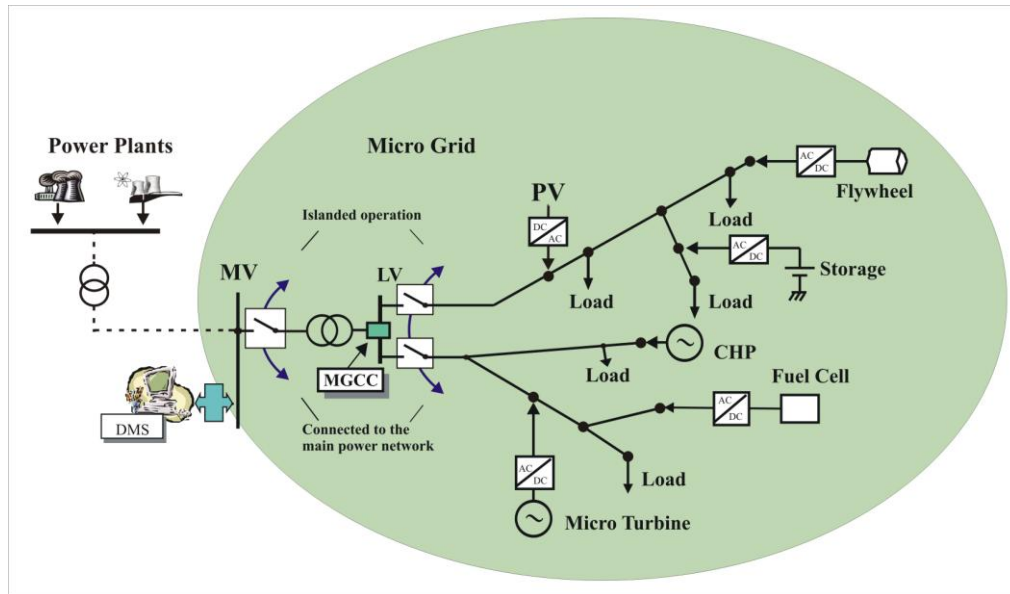 Power Plants
Micro Grid
Islanded operation
PV
DC
AC
Load
AC
DC
Flywheel
Load
AC
DC
Storage
Load
MV
LV
MGCC
Load
CHP
DMS
Connected to the
main power network
Fuel Cell
AC
DC
AC
DC
Load
Micro Turbine